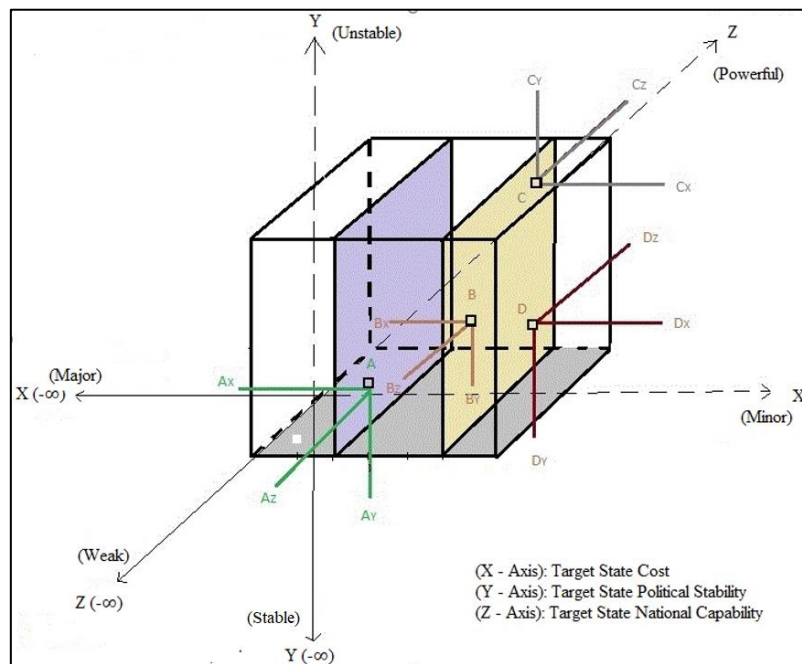 Y
(Unstable)
Z
(Powerful)
CY
CZ
C
CX
DZ
B
D
BX
DX
A
AX
BZ
BY
X (-∞)
(Major)
X
(Minor)
DY
AZ
AY
(Weak)
Z (-∞)
(Stable)
Y (-∞)
(X - Axis): Target State Cost
(Y - Axis): Target State Political Stability
(Z - Axis): Target State National Capability